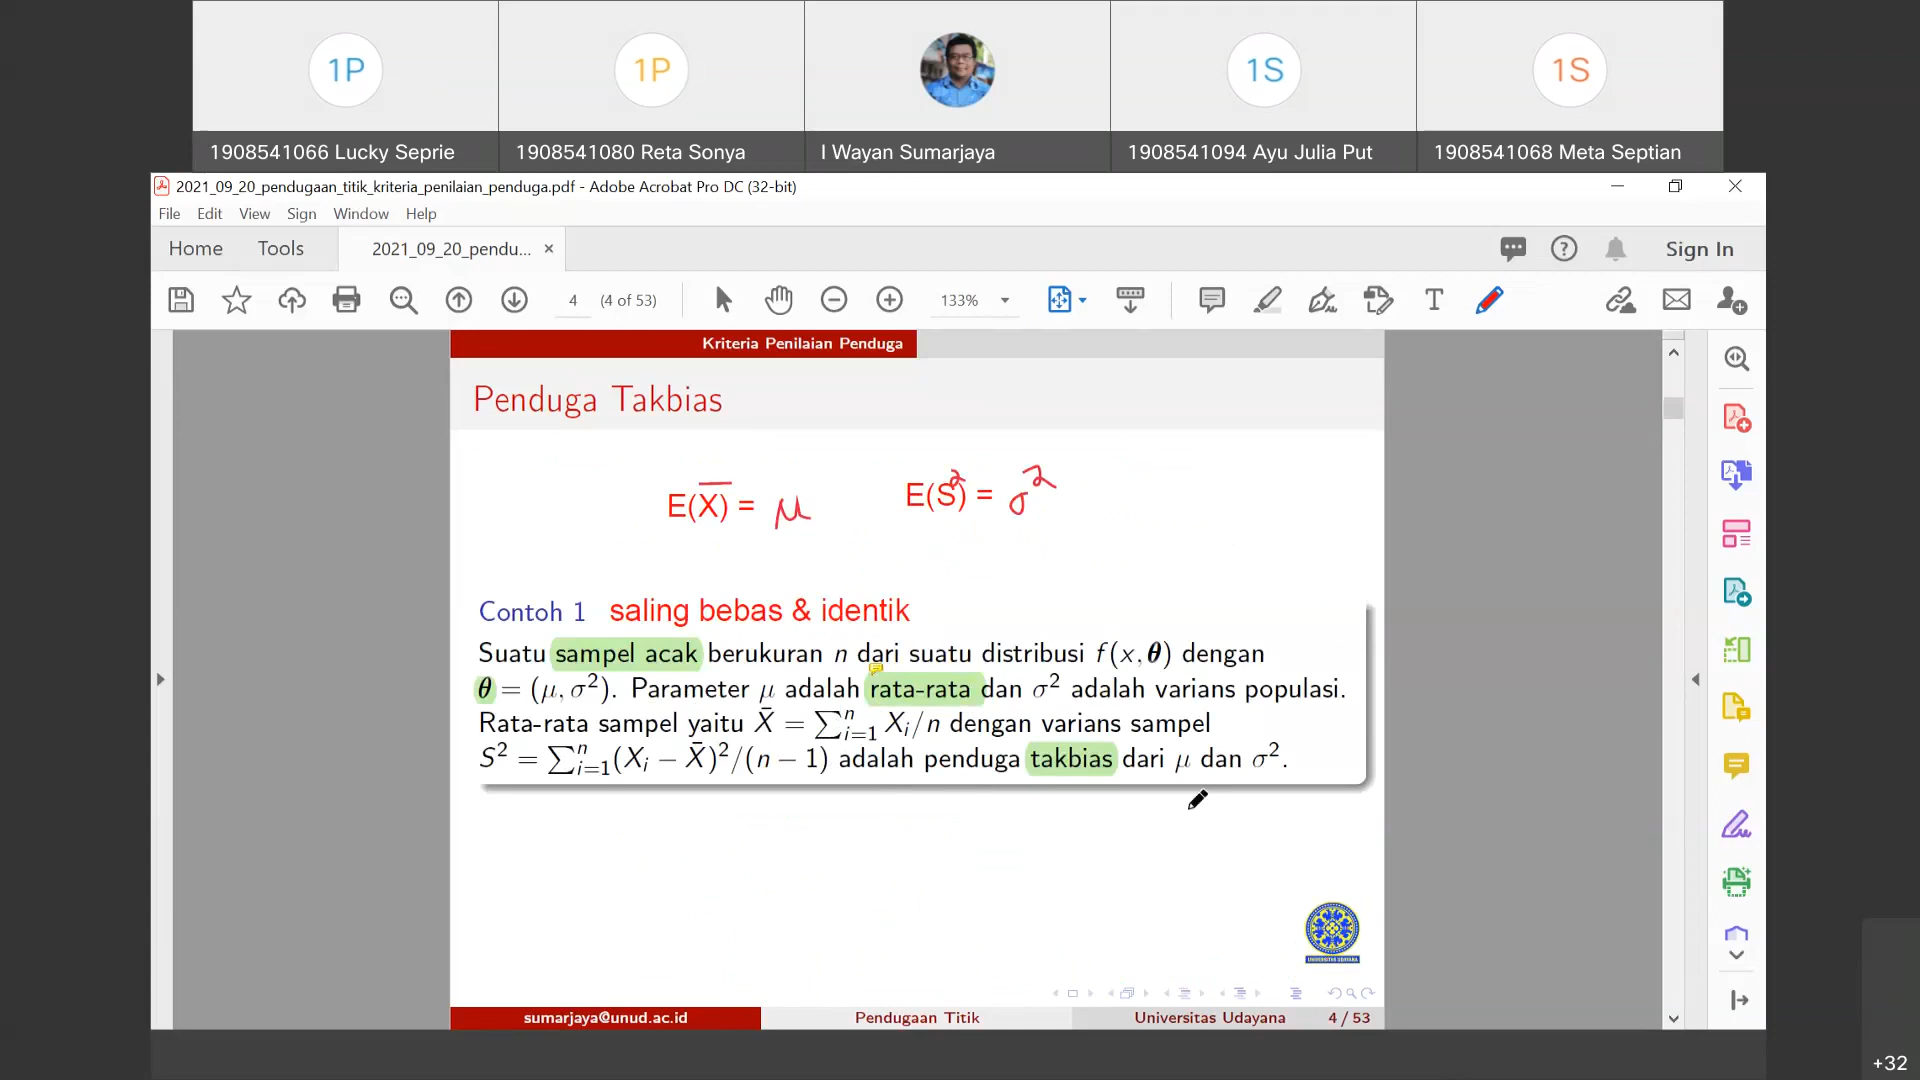 1P
1P
1S
1S
1908541066 Lucky Seprie
1908541080 Reta Sonya
I Wayan Sumarjaya
1908541094 Ayu Julia Put
1908541068 Meta Septian
2021_09_20_pendugaan_titik_kriteria_penilaian_penduga.pdf - Adobe Acrobat Pro DC (32-bit)
File Edit View Sign Window Help
Home Tools 2021_09_20_pendu... × Sign In
4 (4 of 53) 133%
Kriteria Penilaian Penduga
Penduga Takbias
E(X̄) = μ E(S²) = σ²
Contoh 1 saling bebas & identik
Suatu sampel acak berukuran n dari suatu distribusi f(x, θ) dengan
θ = (μ, σ²). Parameter μ adalah rata-rata dan σ² adalah varians populasi.
Rata-rata sampel yaitu X̄ = ∑ⁿᵢ₌₁ Xᵢ/n dengan varians sampel
S² = ∑ⁿᵢ₌₁(Xᵢ − X̄)²/(n − 1) adalah penduga takbias dari μ dan σ².
UNIVERSITAS UDAYANA
sumarjaya@unud.ac.id Pendugaan Titik Universitas Udayana 4 / 53
+32